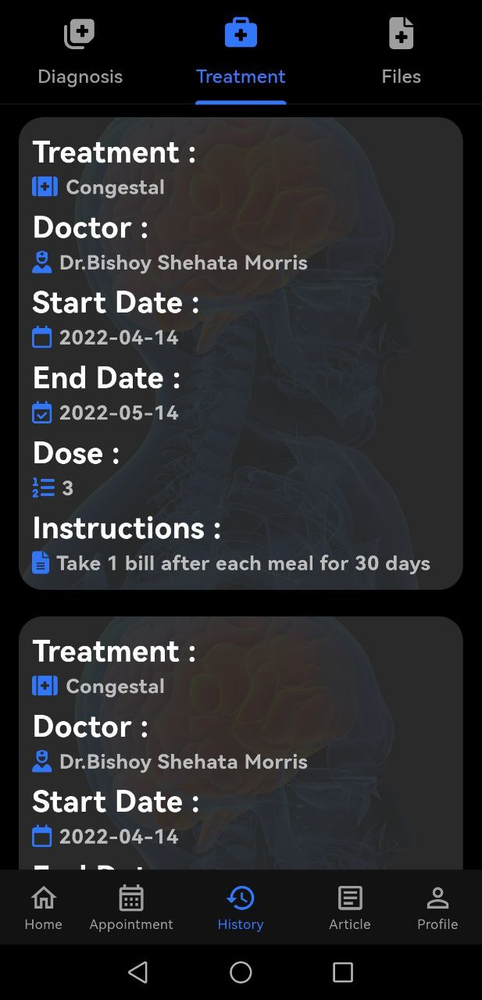 Diagnosis Treatment Files
Treatment :
Congestal
Doctor :
Dr.Bishoy Shehata Morris
Start Date :
2022-04-14
End Date :
2022-05-14
Dose :
3
Instructions :
Take 1 bill after each meal for 30 days
Treatment :
Congestal
Doctor :
Dr.Bishoy Shehata Morris
Start Date :
2022-04-14
Home Appointment History Article Profile